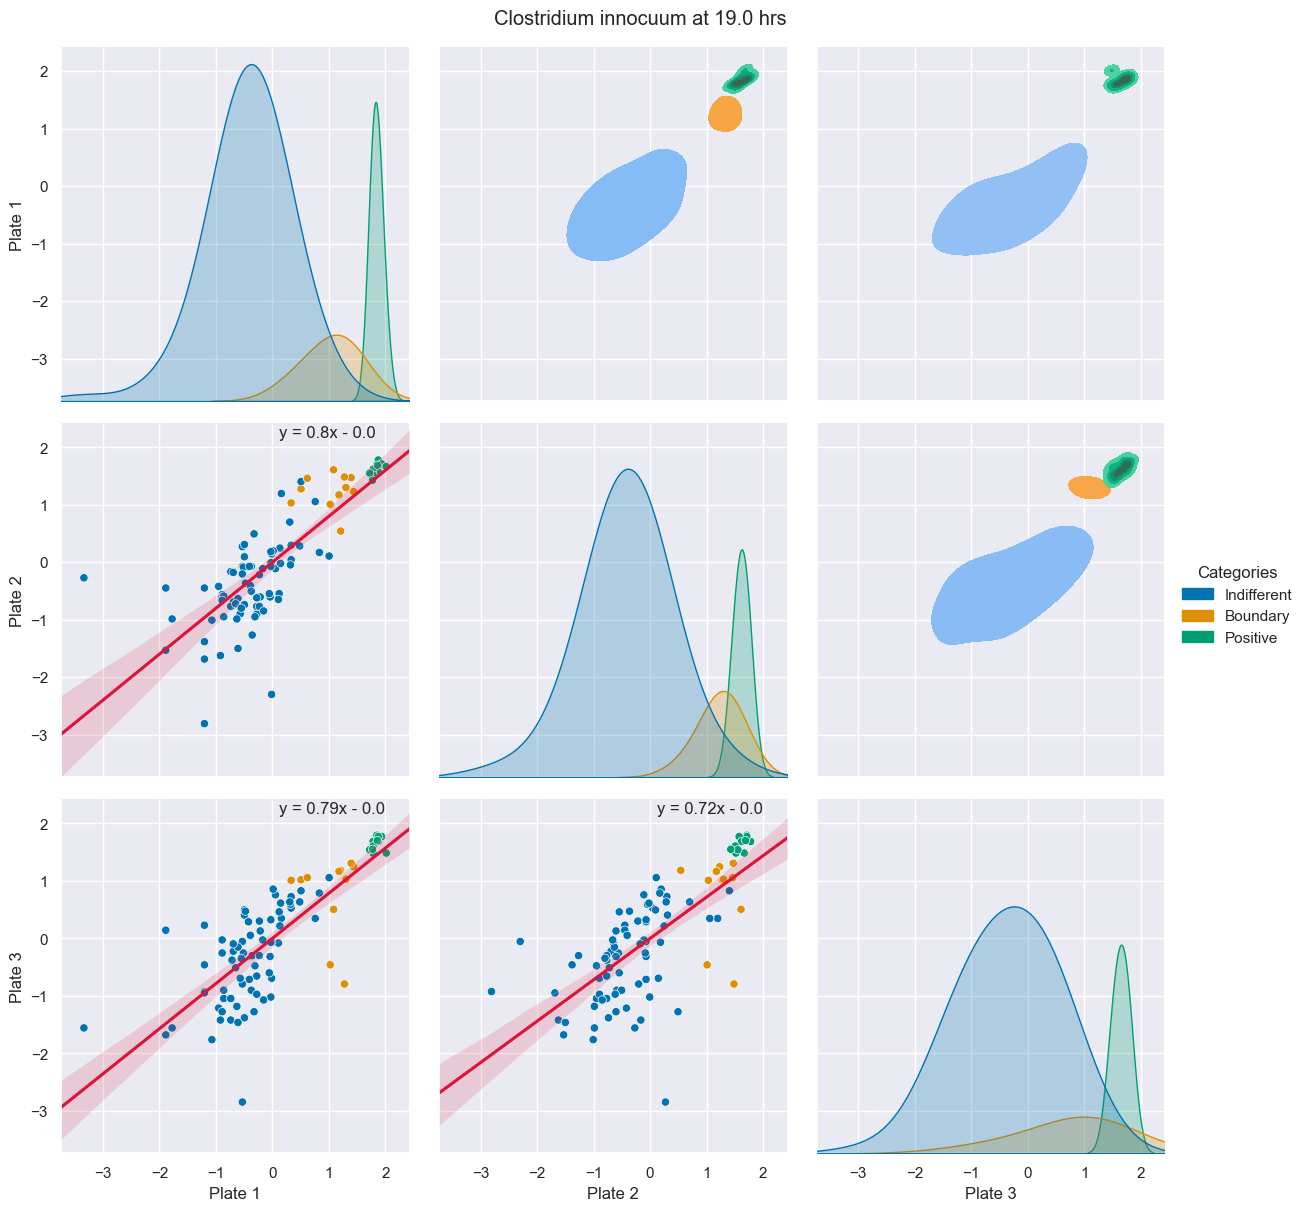 Clostridium innocuum at 19.0 hrs
2
1
0
−1
−2
−3
Plate 1
y = 0.8x - 0.0
2
1
0
−1
−2
−3
Plate 2
Categories
Indifferent
Boundary
Positive
y = 0.79x - 0.0
y = 0.72x - 0.0
2
1
0
−1
−2
−3
Plate 3
−3 −2 −1 0 1 2
−3 −2 −1 0 1 2
−3 −2 −1 0 1 2
Plate 1
Plate 2
Plate 3